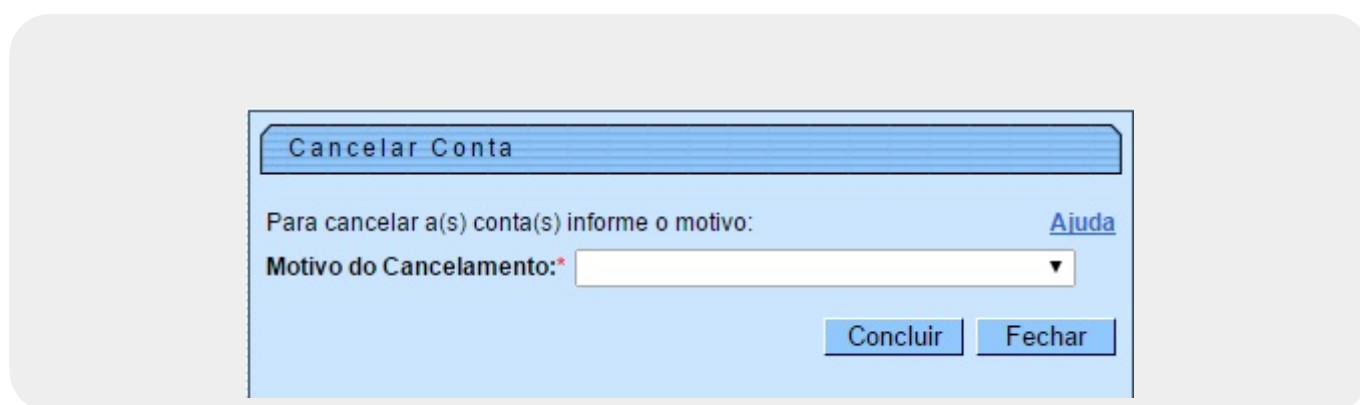 Cancelar Conta
Para cancelar a(s) conta(s) informe o motivo: Ajuda
Motivo do Cancelamento:*
Concluir Fechar